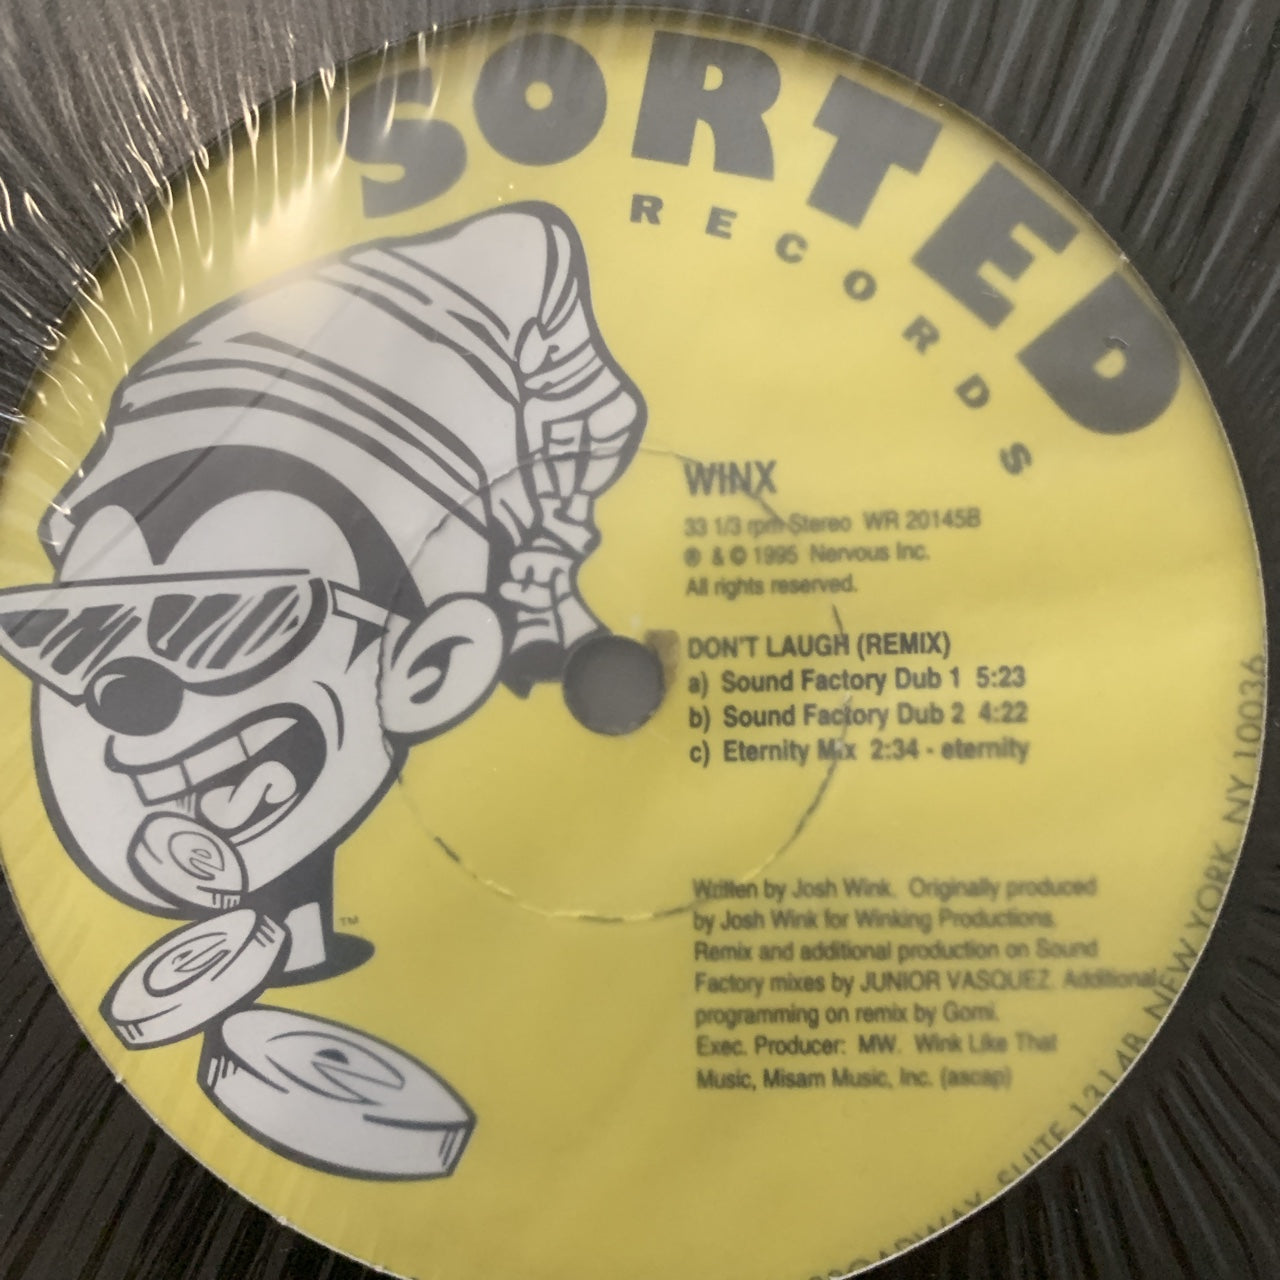 SORTED
RECORDS
WINX
33 1/3 rpm Stereo WR 20145B
℗ & © 1995 Nervous Inc.
All rights reserved.
DON'T LAUGH (REMIX)
a) Sound Factory Dub 1 5:23
b) Sound Factory Dub 2 4:22
c) Eternity Mix 2:34 - eternity
Written by Josh Wink. Originally produced
by Josh Wink for Winking Productions.
Remix and additional production on Sound
Factory mixes by JUNIOR VASQUEZ. Additional
programming on remix by Gomi.
Exec. Producer: MW. Wink Like That
Music, Misam Music, Inc. (ascap)
TM
e
e
e
BROADWAY, SUITE 1314B NEW YORK, NY 10036